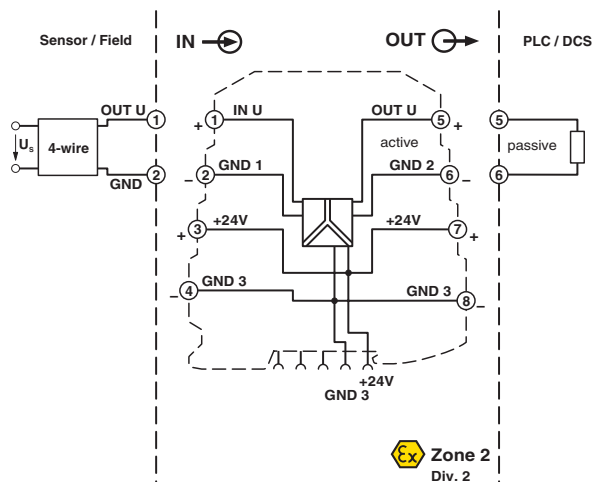 Sensor / Field
IN
OUT
PLC / DCS
OUT U
1
1
IN U
OUT U
5
5
+
+
Us
4-wire
active
passive
GND
2
2
GND 1
GND 2
6
6
–
–
3
+24V
+24V
7
+
+
4
GND 3
GND 3
8
–
–
+24V
GND 3
Ex
Zone 2
Div. 2